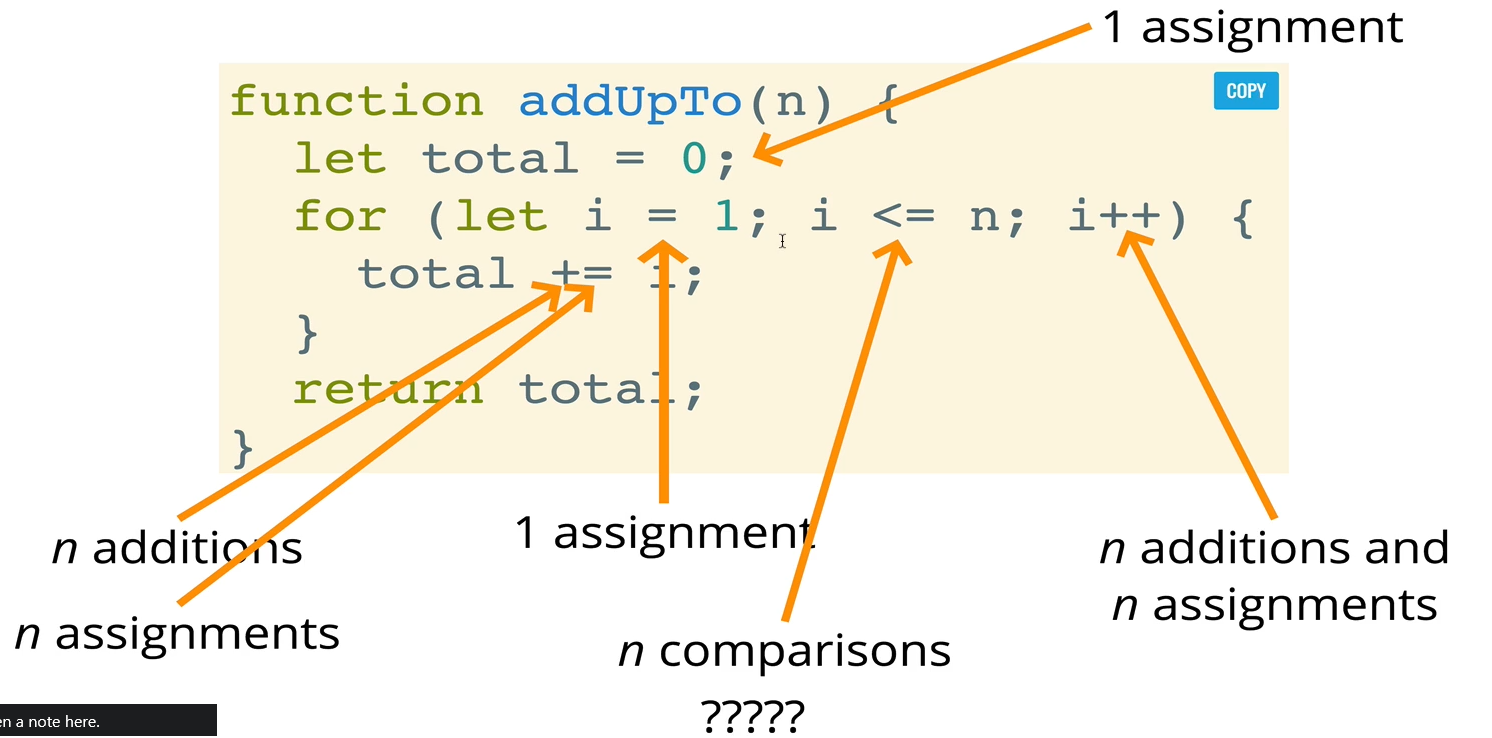 1 assignment
COPY
function addUpTo(n) {
let total = 0;
for (let i = 1; i <= n; i++) {
total += i;
}
return total;
}
n additions
1 assignment
n additions and
n assignments
n assignments
n comparisons
?????
en a note here.